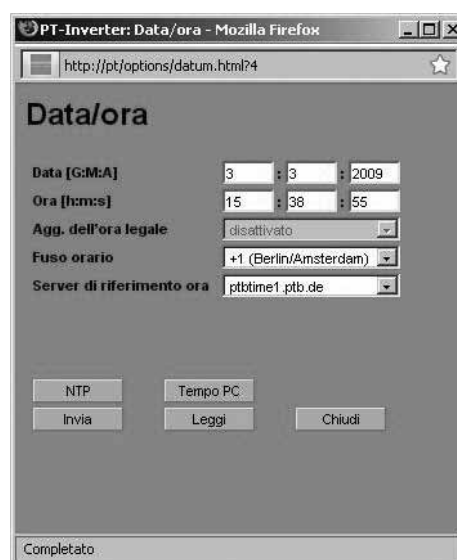 PT-Inverter: Data/ora - Mozilla Firefox
http://pt/options/datum.html?4
Data/ora
Data [G:M:A] 3 : 3 : 2009
Ora [h:m:s] 15 : 38 : 55
Agg. dell'ora legale disattivato
Fuso orario +1 (Berlin/Amsterdam)
Server di riferimento ora ptbtime1.ptb.de
NTP Tempo PC
Invia Leggi Chiudi
Completato